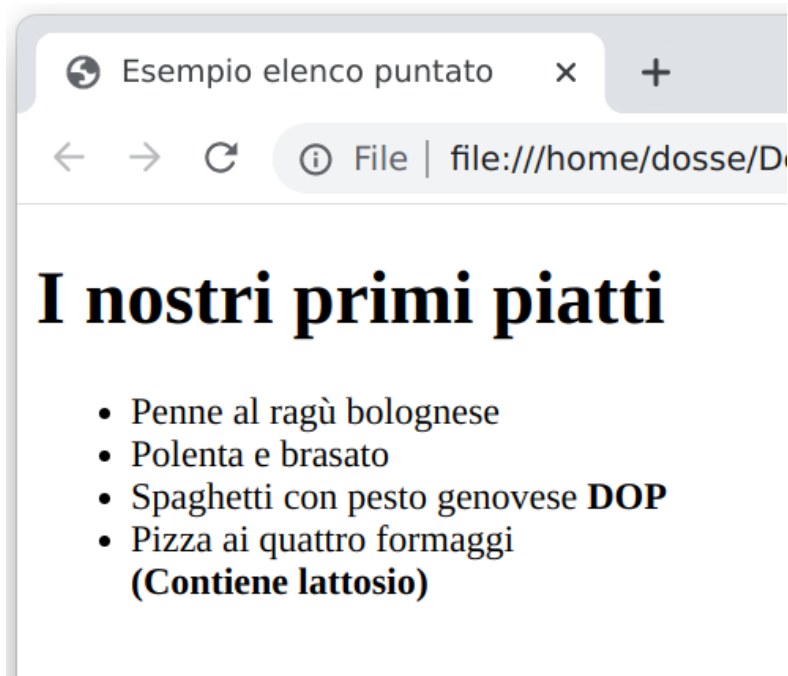 Esempio elenco puntato
File | file:///home/dosse/D
I nostri primi piatti
• Penne al ragù bolognese
• Polenta e brasato
• Spaghetti con pesto genovese DOP
• Pizza ai quattro formaggi
(Contiene lattosio)